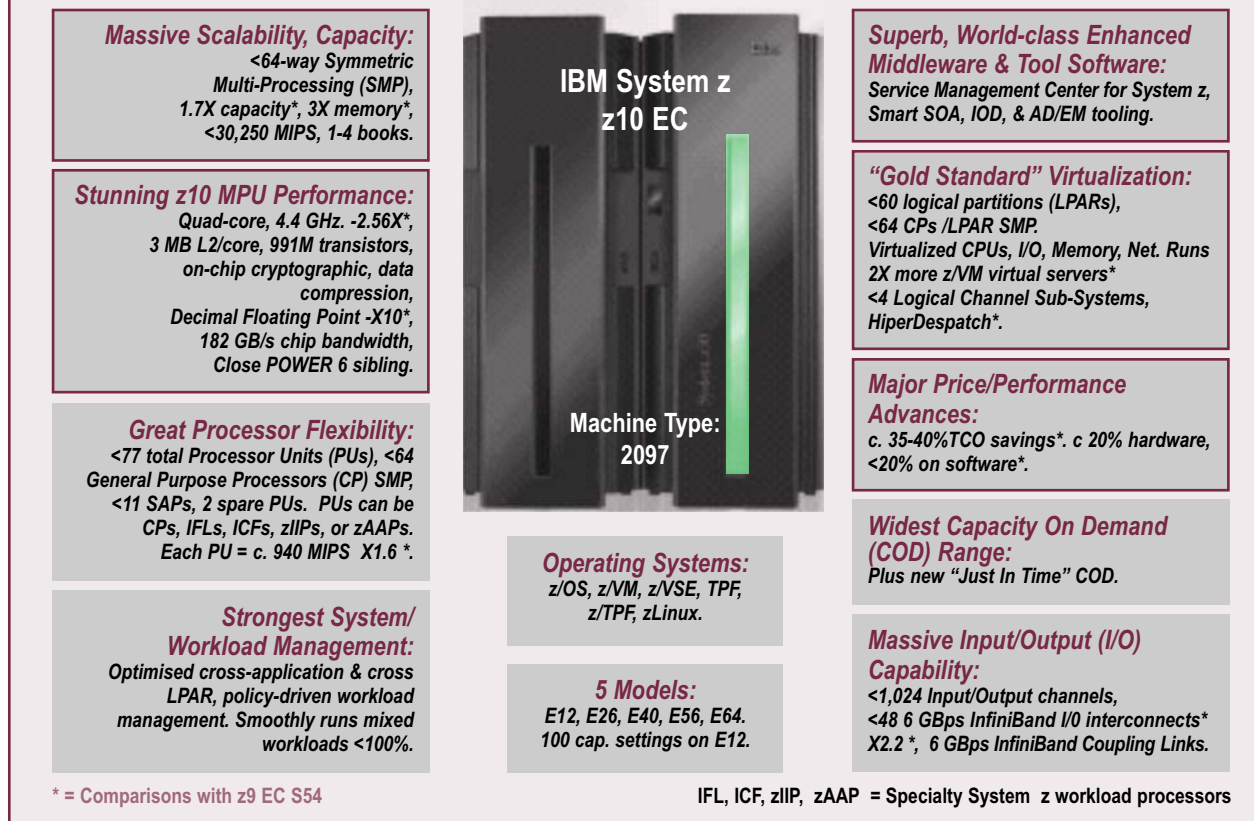 Massive Scalability, Capacity:
<64-way Symmetric
Multi-Processing (SMP),
1.7X capacity*, 3X memory*,
<30,250 MIPS, 1-4 books.
Stunning z10 MPU Performance:
Quad-core, 4.4 GHz. -2.56X*,
3 MB L2/core, 991M transistors,
on-chip cryptographic, data
compression,
Decimal Floating Point -X10*,
182 GB/s chip bandwidth,
Close POWER 6 sibling.
Great Processor Flexibility:
<77 total Processor Units (PUs), <64
General Purpose Processors (CP) SMP,
<11 SAPs, 2 spare PUs. PUs can be
CPs, IFLs, ICFs, zIIPs, or zAAPs.
Each PU = c. 940 MIPS X1.6 *.
Strongest System/
Workload Management:
Optimised cross-application & cross
LPAR, policy-driven workload
management. Smoothly runs mixed
workloads <100%.
IBM System z
z10 EC
Machine Type:
2097
Operating Systems:
z/OS, z/VM, z/VSE, TPF,
z/TPF, zLinux.
5 Models:
E12, E26, E40, E56, E64.
100 cap. settings on E12.
Superb, World-class Enhanced
Middleware & Tool Software:
Service Management Center for System z,
Smart SOA, IOD, & AD/EM tooling.
“Gold Standard” Virtualization:
<60 logical partitions (LPARs),
<64 CPs /LPAR SMP.
Virtualized CPUs, I/O, Memory, Net. Runs
2X more z/VM virtual servers*
<4 Logical Channel Sub-Systems,
HiperDespatch*.
Major Price/Performance
Advances:
c. 35-40%TCO savings*. c 20% hardware,
<20% on software*.
Widest Capacity On Demand
(COD) Range:
Plus new “Just In Time” COD.
Massive Input/Output (I/O)
Capability:
<1,024 Input/Output channels,
<48 6 GBps InfiniBand I/0 interconnects*
X2.2 *, 6 GBps InfiniBand Coupling Links.
* = Comparisons with z9 EC S54
IFL, ICF, zIIP, zAAP = Specialty System z workload processors